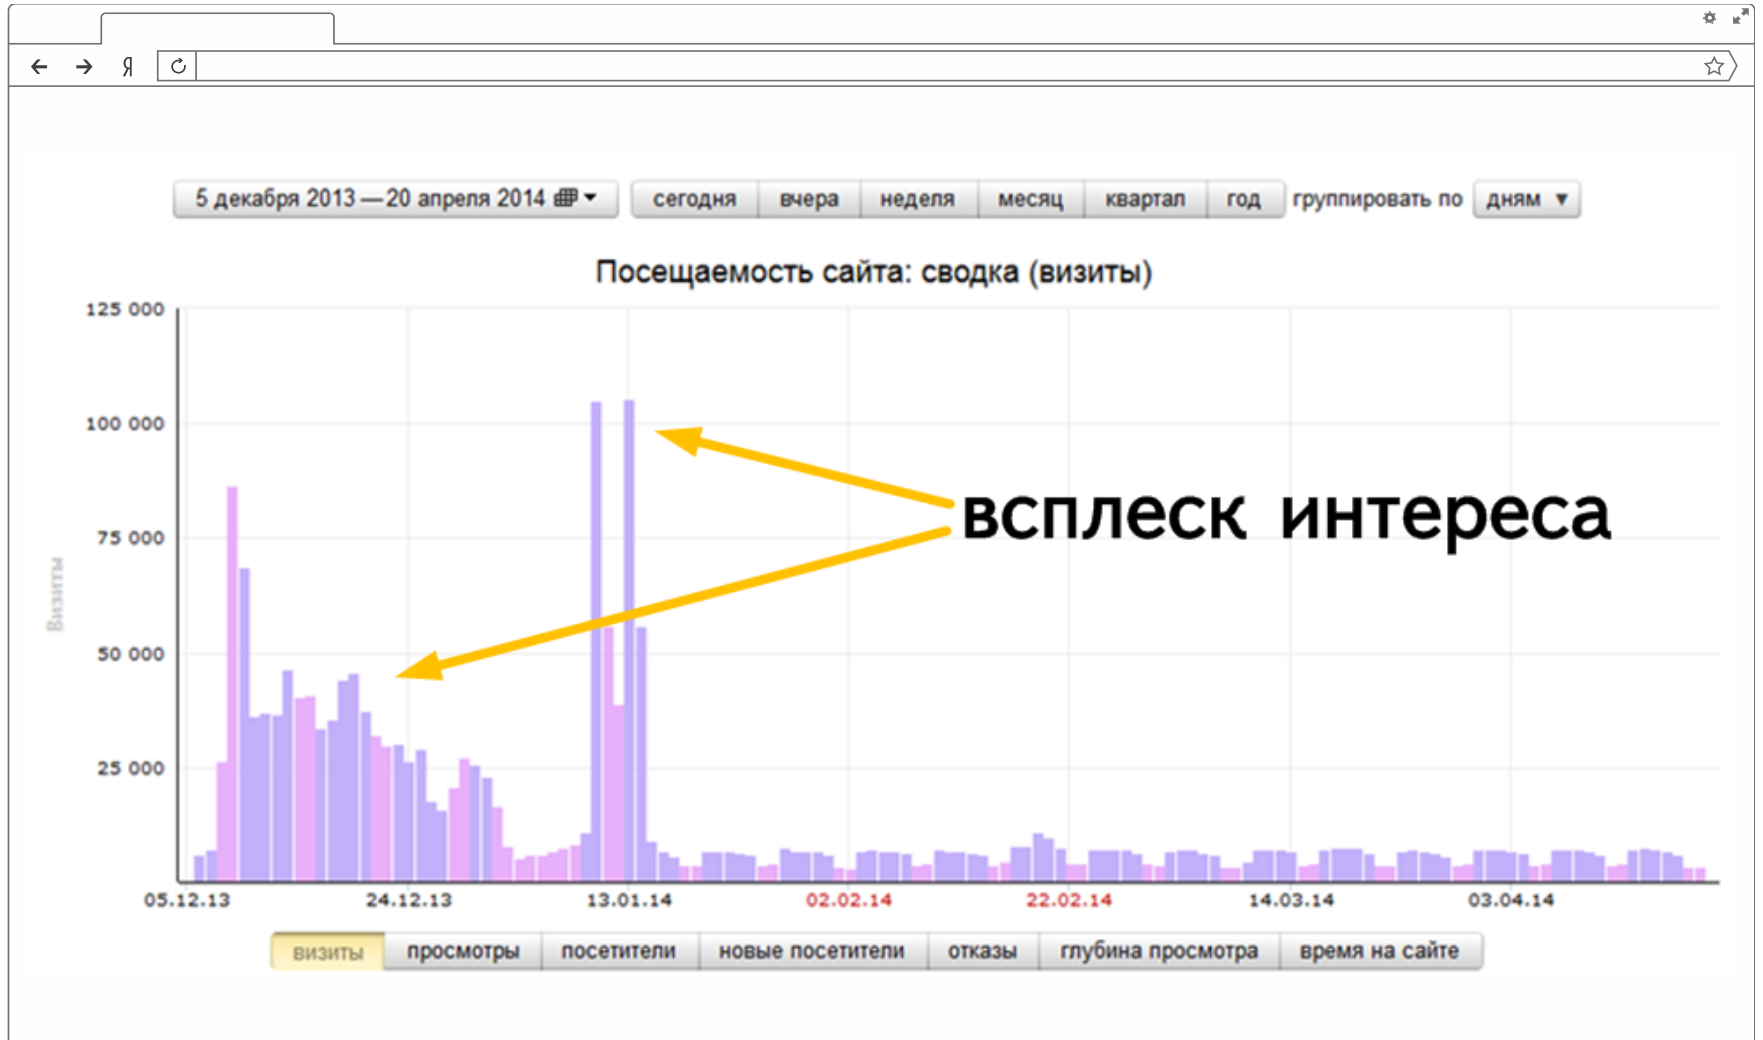 Я
5 декабря 2013 — 20 апреля 2014 сегодня вчера неделя месяц квартал год группировать по дням
Посещаемость сайта: сводка (визиты)
125 000
100 000
75 000
50 000
25 000
Визиты
всплеск интереса
05.12.13 24.12.13 13.01.14 02.02.14 22.02.14 14.03.14 03.04.14
визиты просмотры посетители новые посетители отказы глубина просмотра время на сайте